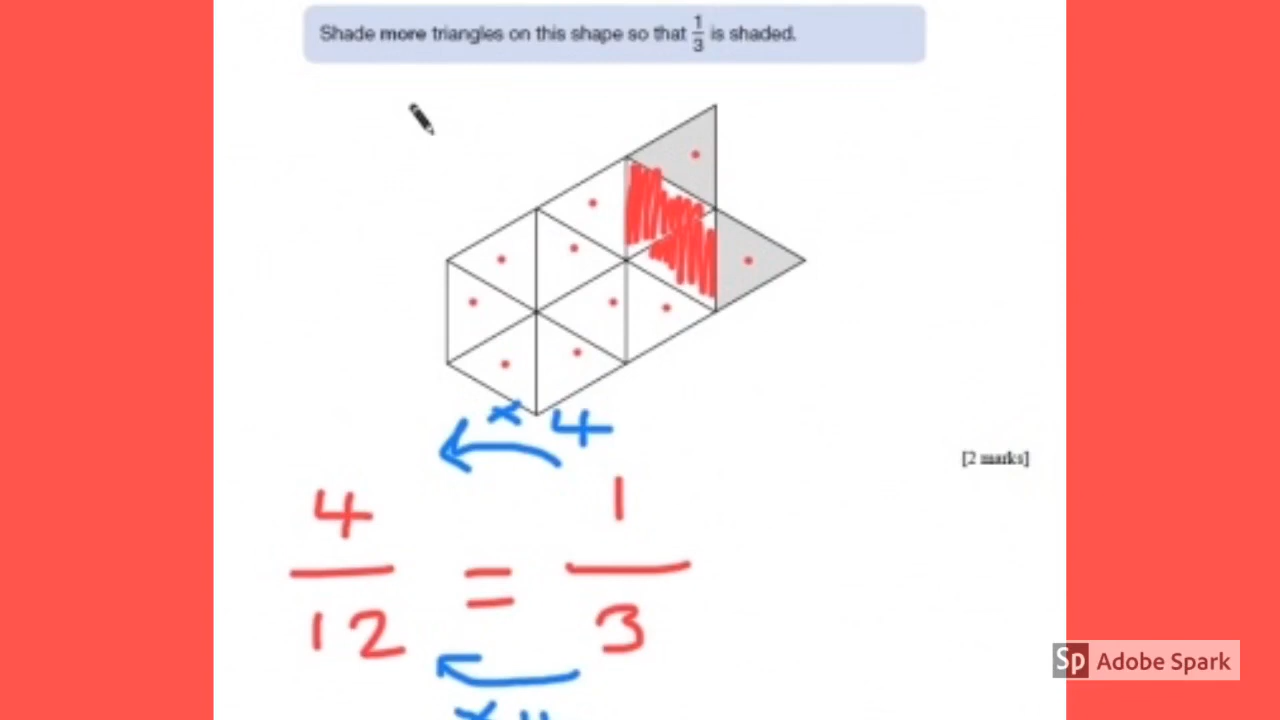 Shade more triangles on this shape so that 1/3 is shaded.
x 4
[2 marks]
4/12 = 1/3
Sp Adobe Spark